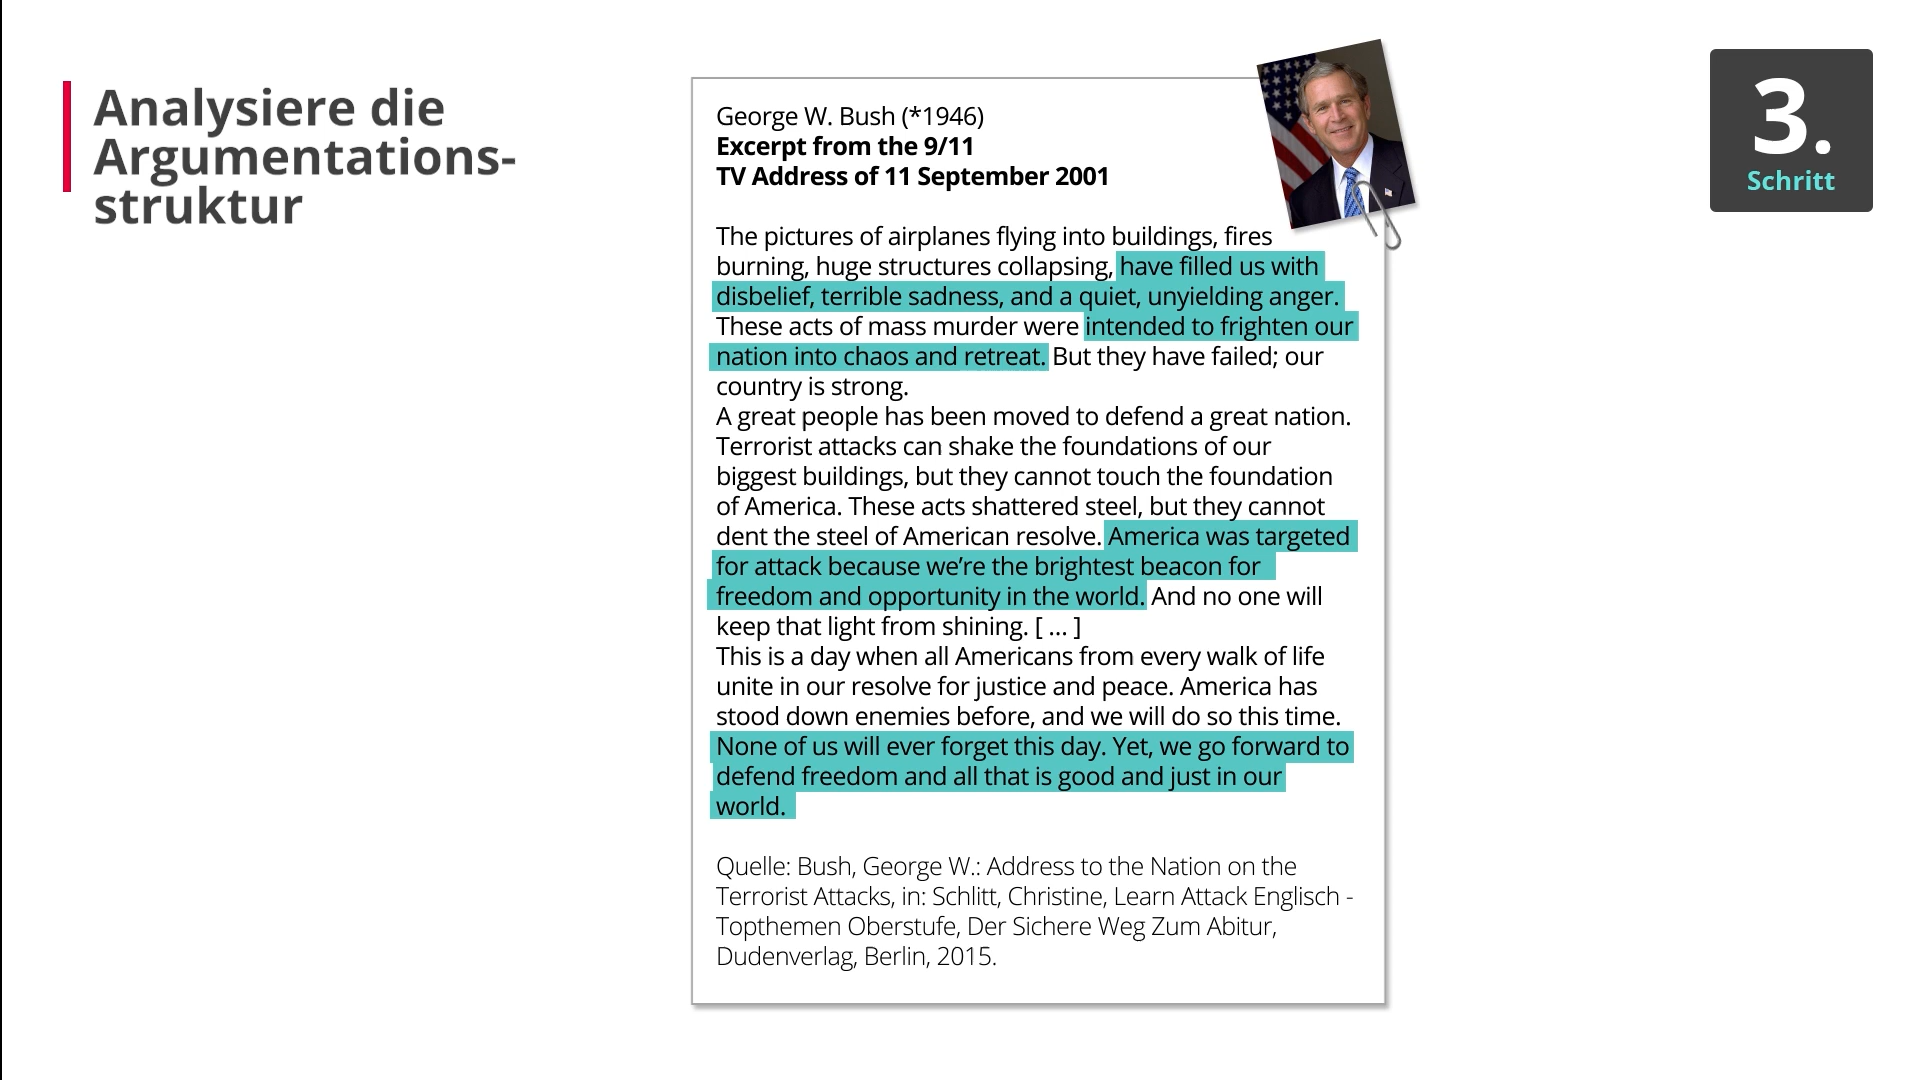 Analysiere die
Argumentations-
struktur
3.
Schritt
George W. Bush (*1946)
Excerpt from the 9/11
TV Address of 11 September 2001
The pictures of airplanes flying into buildings, fires
burning, huge structures collapsing, have filled us with
disbelief, terrible sadness, and a quiet, unyielding anger.
These acts of mass murder were intended to frighten our
nation into chaos and retreat. But they have failed; our
country is strong.
A great people has been moved to defend a great nation.
Terrorist attacks can shake the foundations of our
biggest buildings, but they cannot touch the foundation
of America. These acts shattered steel, but they cannot
dent the steel of American resolve. America was targeted
for attack because we’re the brightest beacon for
freedom and opportunity in the world. And no one will
keep that light from shining. [ ... ]
This is a day when all Americans from every walk of life
unite in our resolve for justice and peace. America has
stood down enemies before, and we will do so this time.
None of us will ever forget this day. Yet, we go forward to
defend freedom and all that is good and just in our
world.
Quelle: Bush, George W.: Address to the Nation on the
Terrorist Attacks, in: Schlitt, Christine, Learn Attack Englisch -
Topthemen Oberstufe, Der Sichere Weg Zum Abitur,
Dudenverlag, Berlin, 2015.